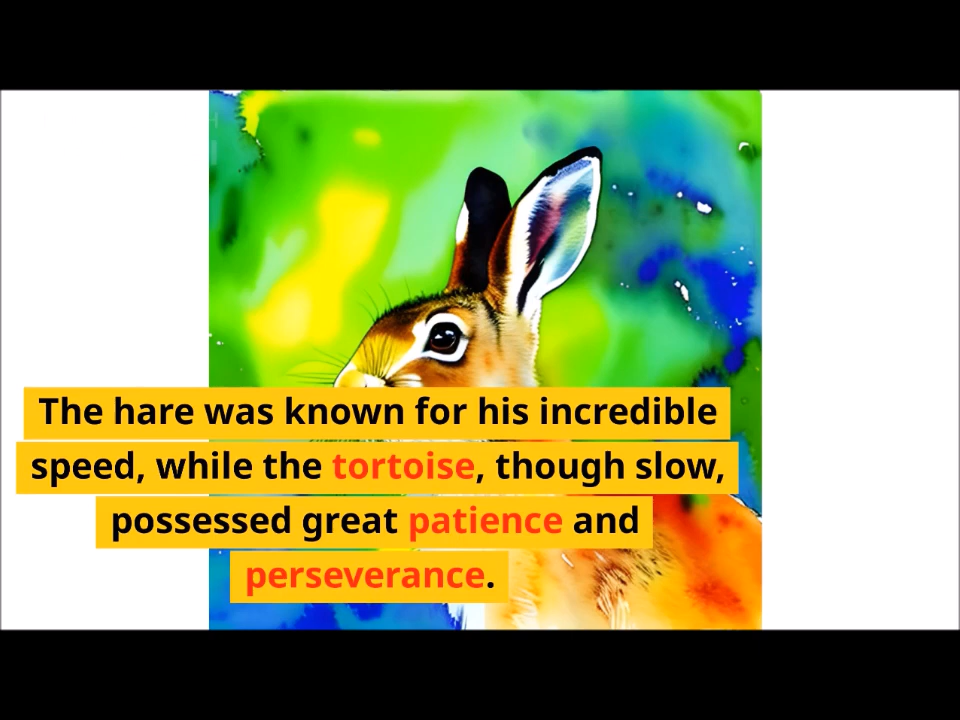 The hare was known for his incredible
speed, while the tortoise, though slow,
possessed great patience and
perseverance.